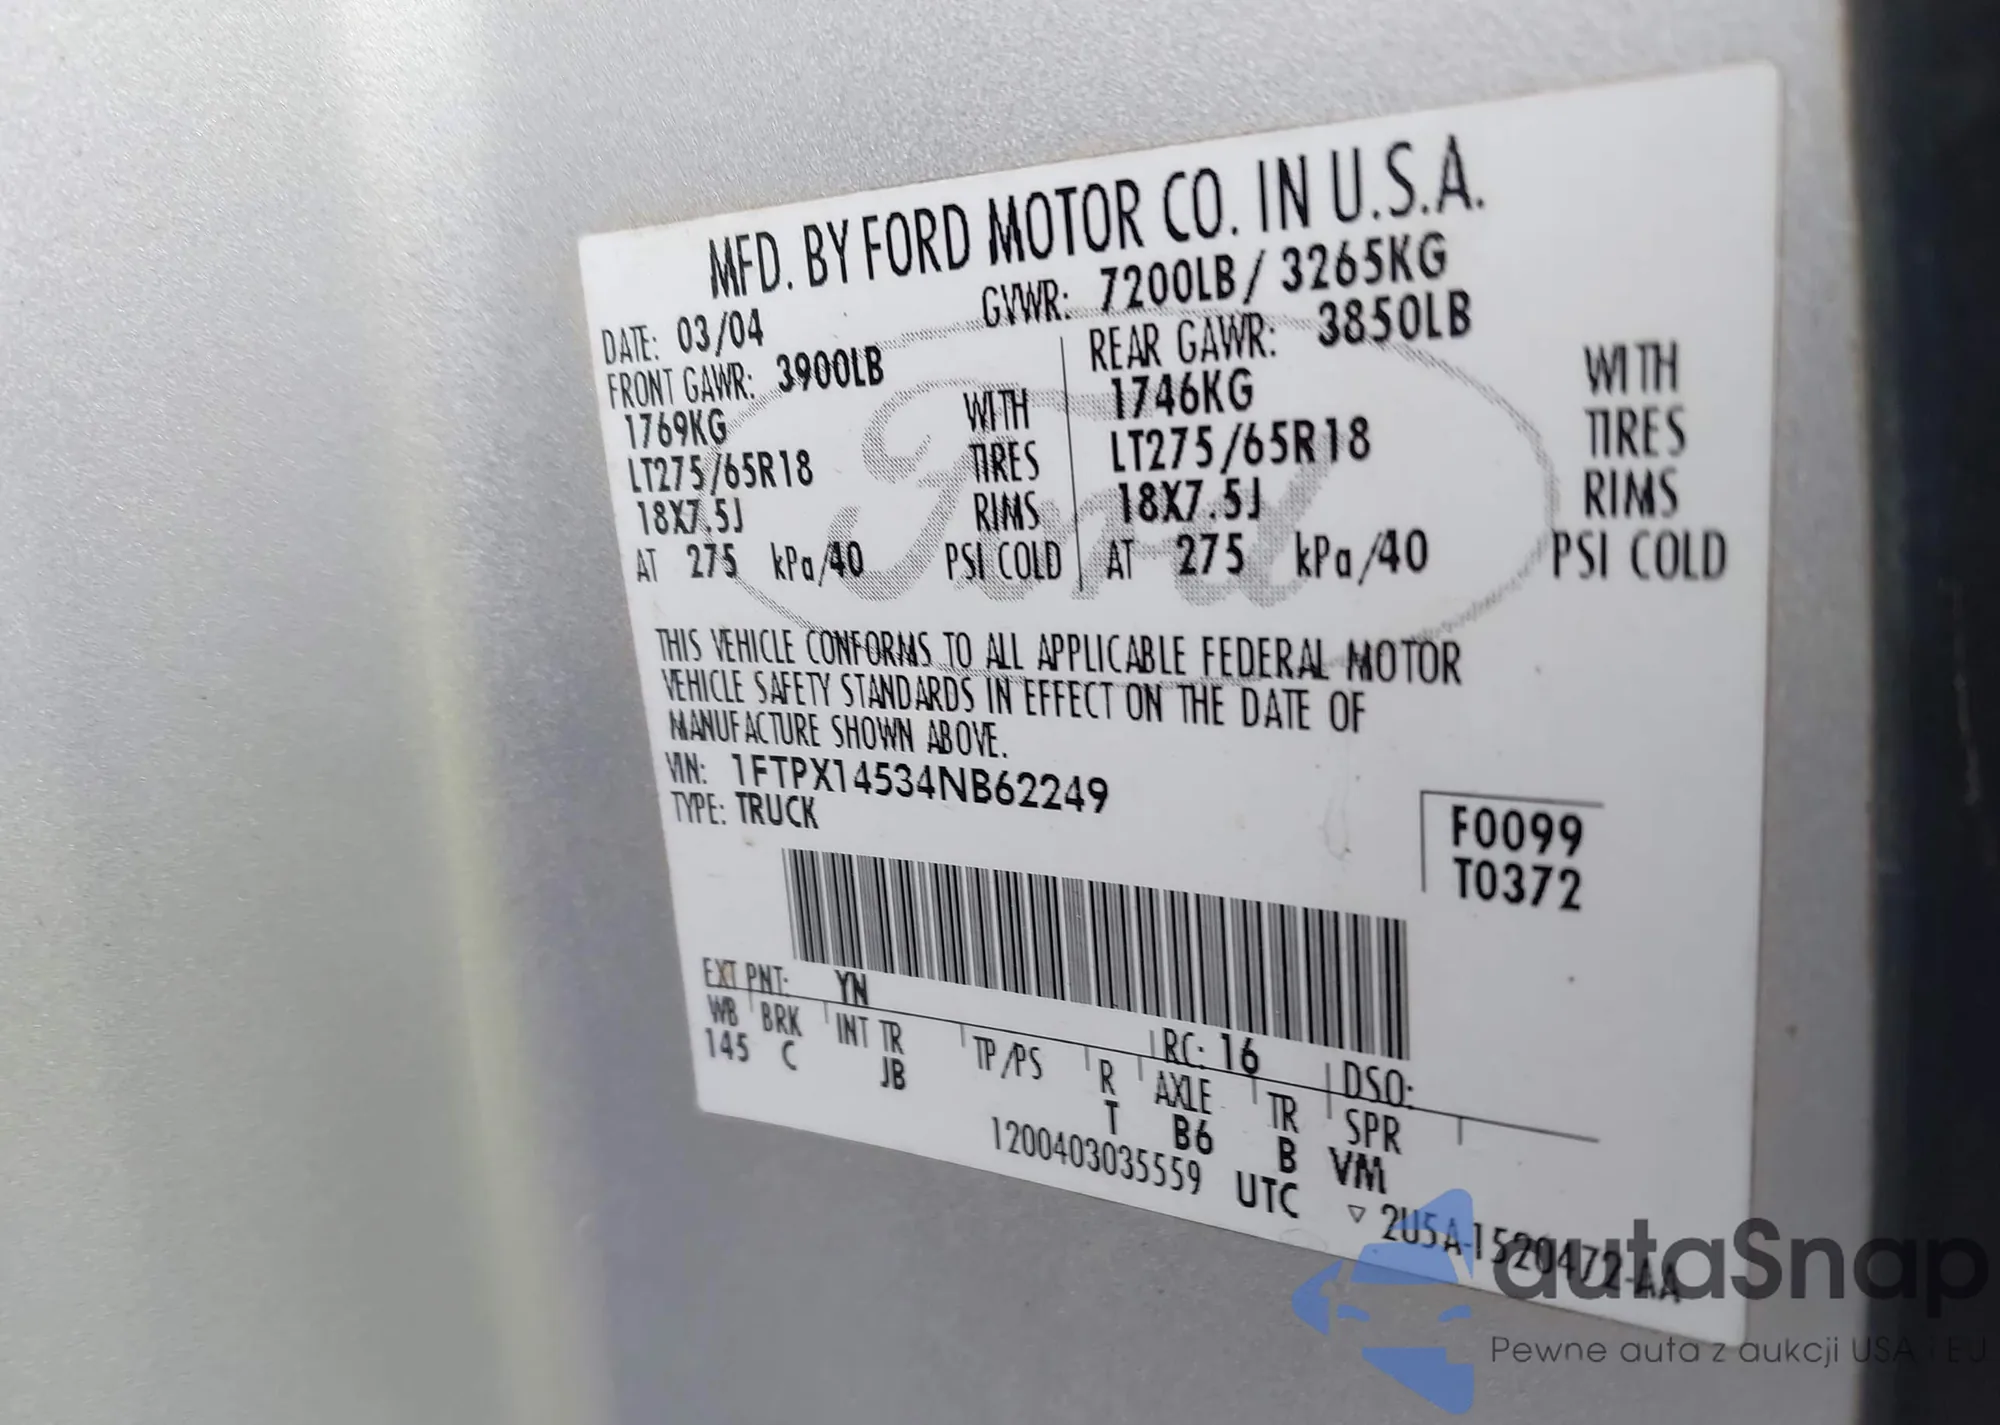 MFD. BY FORD MOTOR CO. IN U.S.A.
DATE: 03/04 GVWR: 7200LB / 3265KG
FRONT GAWR: 3900LB REAR GAWR: 3850LB
1769KG WITH 1746KG WITH
LT275/65R18 TIRES LT275/65R18 TIRES
18X7.5J RIMS 18X7.5J RIMS
AT 275 kPa/40 PSI COLD AT 275 kPa/40 PSI COLD
Ford
THIS VEHICLE CONFORMS TO ALL APPLICABLE FEDERAL MOTOR
VEHICLE SAFETY STANDARDS IN EFFECT ON THE DATE OF
MANUFACTURE SHOWN ABOVE.
VIN: 1FTPX14534NB62249
TYPE: TRUCK
F0099
T0372
EXT PNT: YN RC: 16 DSO:
WB BRK INT TR TP/PS R AXLE TR SPR
145 C JB T B6 B VM
1200403035559 UTC ▽ 2U5A-1520472-AA
autaSnap
Pewne auta z aukcji USA i EU